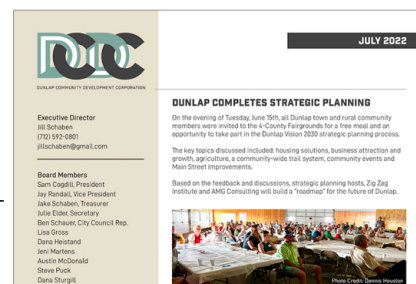 JULY 2022
DCDC
DUNLAP COMMUNITY DEVELOPMENT CORPORATION
Executive Director
Jill Schaben
(712) 592-0801
jillschaben@gmail.com
Board Members
Sam Cogdill, President
Jay Randall, Vice President
Jake Schaben, Treasurer
Julie Elder, Secretary
Ben Schauer, City Council Rep.
Lisa Gross
Dana Heistand
Jeni Martens
Austin McDonald
Steve Puck
Dana Sturgill
DUNLAP COMPLETES STRATEGIC PLANNING
On the evening of Tuesday, June 15th, all Dunlap town and rural community
members were invited to the 4-County Fairgrounds for a free meal and an
opportunity to take part in the Dunlap Vision 2030 strategic planning process.
The key topics discussed included: housing solutions, business attraction and
growth, agriculture, a community-wide trail system, community events and
Main Street improvements.
Based on the feedback and discussions, strategic planning hosts, Zig Zag
Institute and AMG Consulting will build a "roadmap" for the future of Dunlap.
Photo Credit: Dennis Houston